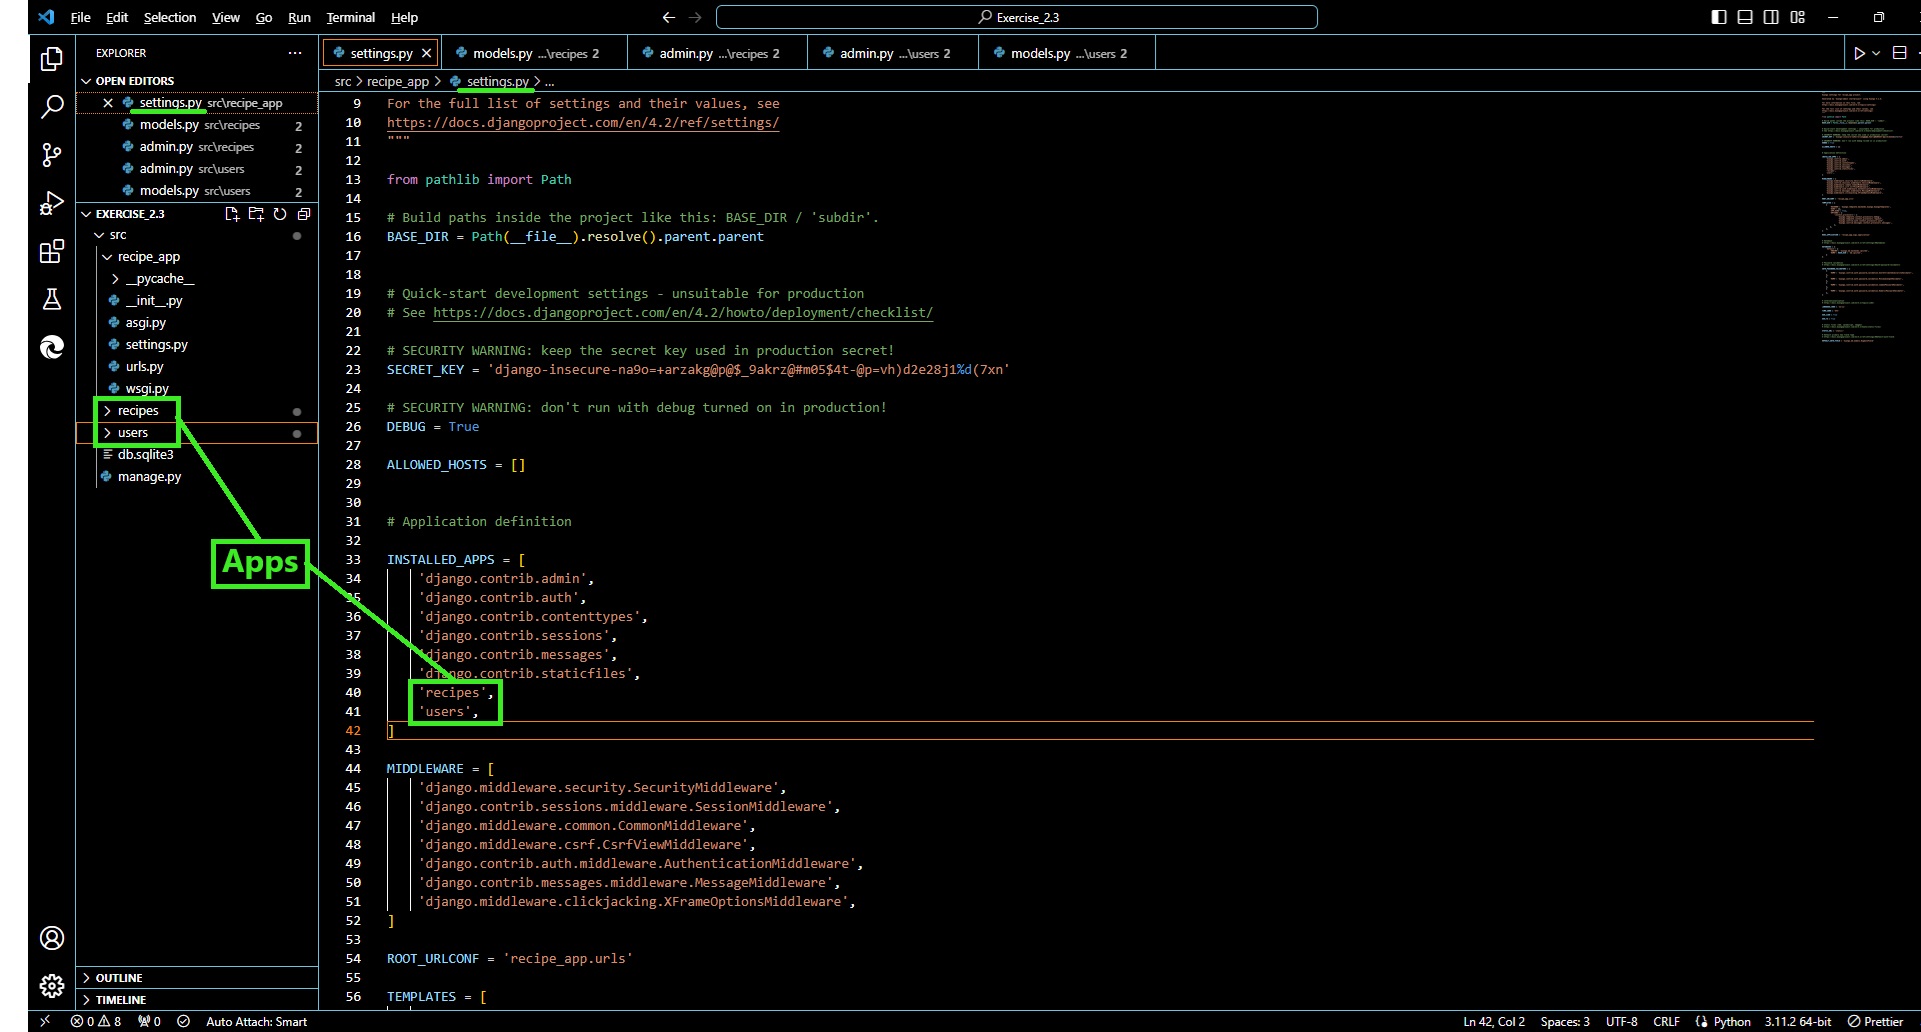 File Edit Selection View Go Run Terminal Help
Exercise_2.3
EXPLORER
settings.py
models.py ...\recipes 2
admin.py ...\recipes 2
admin.py ...\users 2
models.py ...\users 2
OPEN EDITORS
settings.py src\recipe_app
models.py src\recipes 2
admin.py src\recipes 2
admin.py src\users 2
models.py src\users 2
EXERCISE_2.3
src
recipe_app
__pycache__
__init__.py
asgi.py
settings.py
urls.py
wsgi.py
recipes
users
db.sqlite3
manage.py
Apps
OUTLINE
TIMELINE
src > recipe_app > settings.py > ...
9 For the full list of settings and their values, see
10 https://docs.djangoproject.com/en/4.2/ref/settings/
11 """
12
13 from pathlib import Path
14
15 # Build paths inside the project like this: BASE_DIR / 'subdir'.
16 BASE_DIR = Path(__file__).resolve().parent.parent
17
18
19 # Quick-start development settings - unsuitable for production
20 # See https://docs.djangoproject.com/en/4.2/howto/deployment/checklist/
21
22 # SECURITY WARNING: keep the secret key used in production secret!
23 SECRET_KEY = 'django-insecure-na9o=+arzakg@p@$_9akrz@#m05$4t-@p=vh)d2e28j1%d(7xn'
24
25 # SECURITY WARNING: don't run with debug turned on in production!
26 DEBUG = True
27
28 ALLOWED_HOSTS = []
29
30
31 # Application definition
32
33 INSTALLED_APPS = [
34 'django.contrib.admin',
35 'django.contrib.auth',
36 'django.contrib.contenttypes',
37 'django.contrib.sessions',
38 'django.contrib.messages',
39 'django.contrib.staticfiles',
40 'recipes',
41 'users',
42 ]
43
44 MIDDLEWARE = [
45 'django.middleware.security.SecurityMiddleware',
46 'django.contrib.sessions.middleware.SessionMiddleware',
47 'django.middleware.common.CommonMiddleware',
48 'django.middleware.csrf.CsrfViewMiddleware',
49 'django.contrib.auth.middleware.AuthenticationMiddleware',
50 'django.contrib.messages.middleware.MessageMiddleware',
51 'django.middleware.clickjacking.XFrameOptionsMiddleware',
52 ]
53
54 ROOT_URLCONF = 'recipe_app.urls'
55
56 TEMPLATES = [
0 8 0 Auto Attach: Smart
Ln 42, Col 2 Spaces: 3 UTF-8 CRLF Python 3.11.2 64-bit Prettier